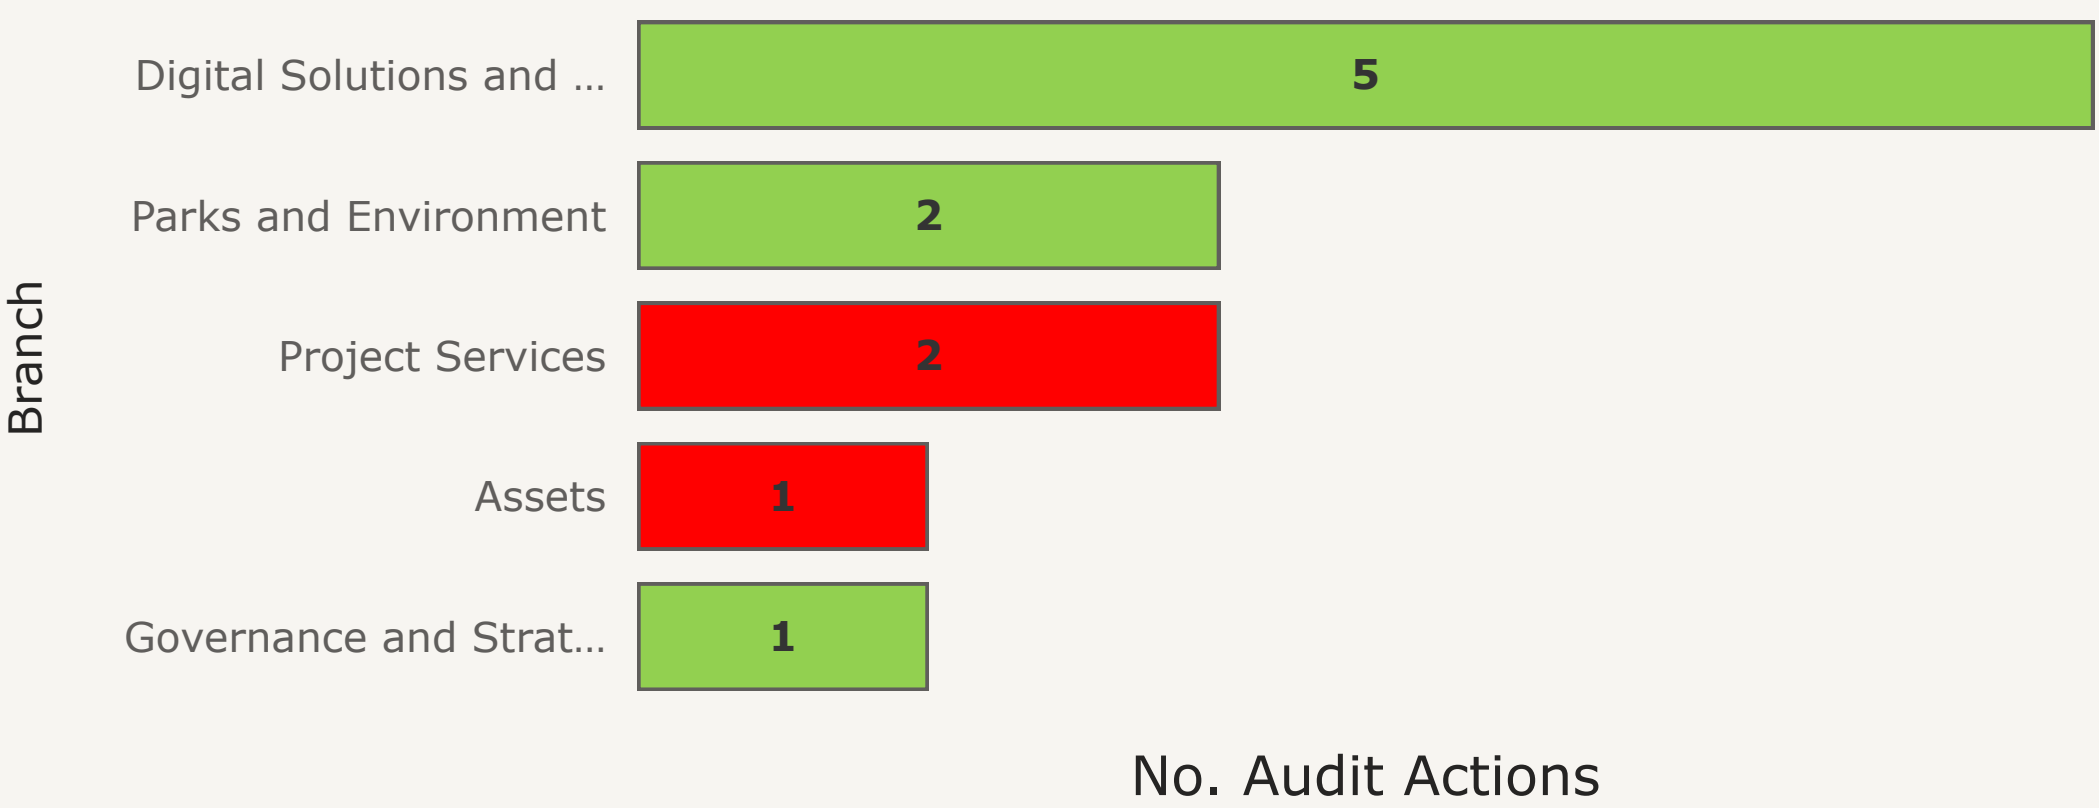 Digital Solutions and ...
5
Parks and Environment
2
Project Services
2
Assets
1
Governance and Strat...
1
Branch
No. Audit Actions